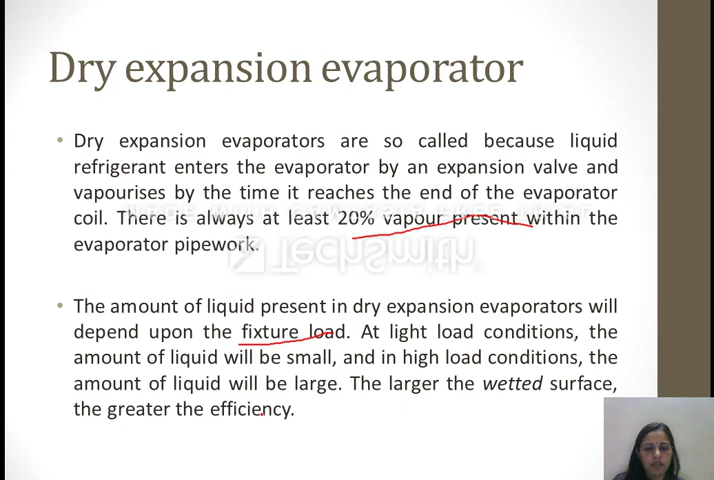 Dry expansion evaporator
• Dry expansion evaporators are so called because liquid
refrigerant enters the evaporator by an expansion valve and
vapourises by the time it reaches the end of the evaporator
coil. There is always at least 20% vapour present within the
evaporator pipework.
TechSmith
• The amount of liquid present in dry expansion evaporators will
depend upon the fixture load. At light load conditions, the
amount of liquid will be small, and in high load conditions, the
amount of liquid will be large. The larger the wetted surface,
the greater the efficiency.